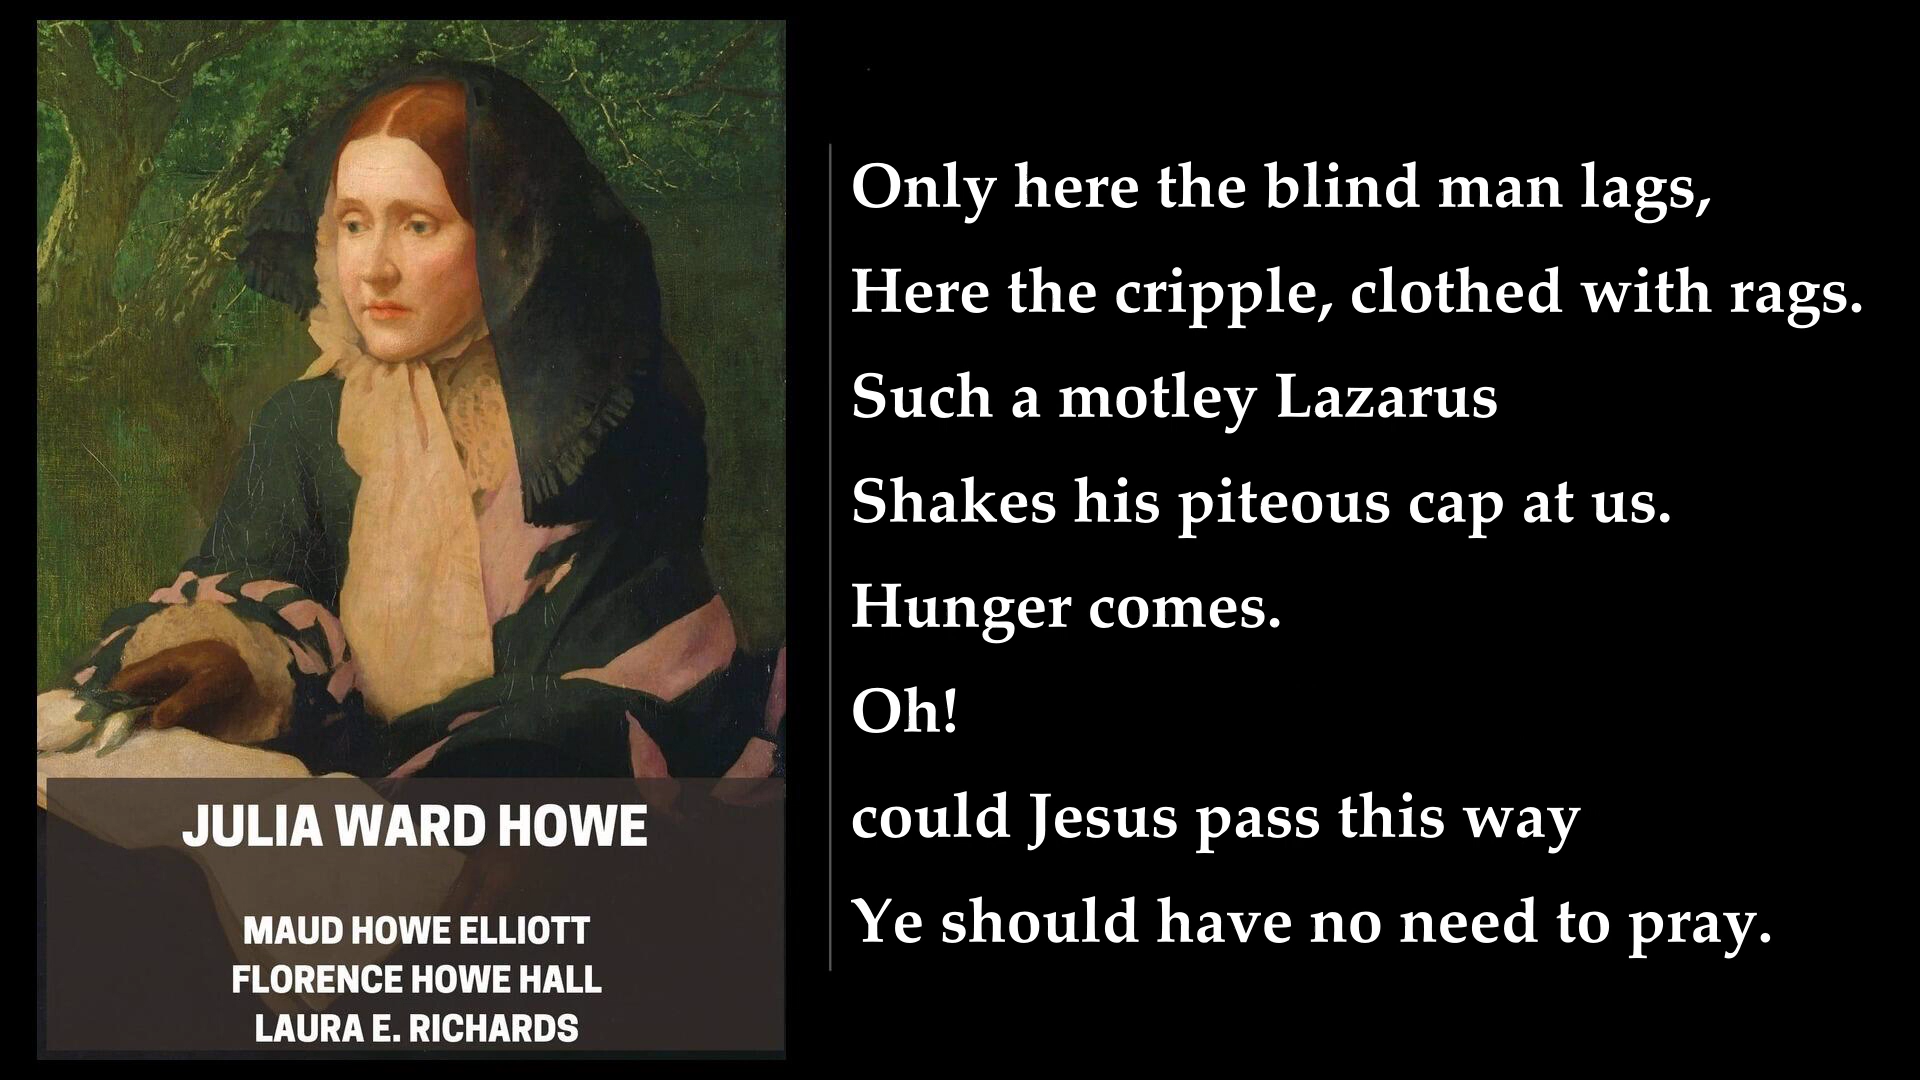 JULIA WARD HOWE
MAUD HOWE ELLIOTT
FLORENCE HOWE HALL
LAURA E. RICHARDS
Only here the blind man lags,
Here the cripple, clothed with rags.
Such a motley Lazarus
Shakes his piteous cap at us.
Hunger comes.
Oh!
could Jesus pass this way
Ye should have no need to pray.